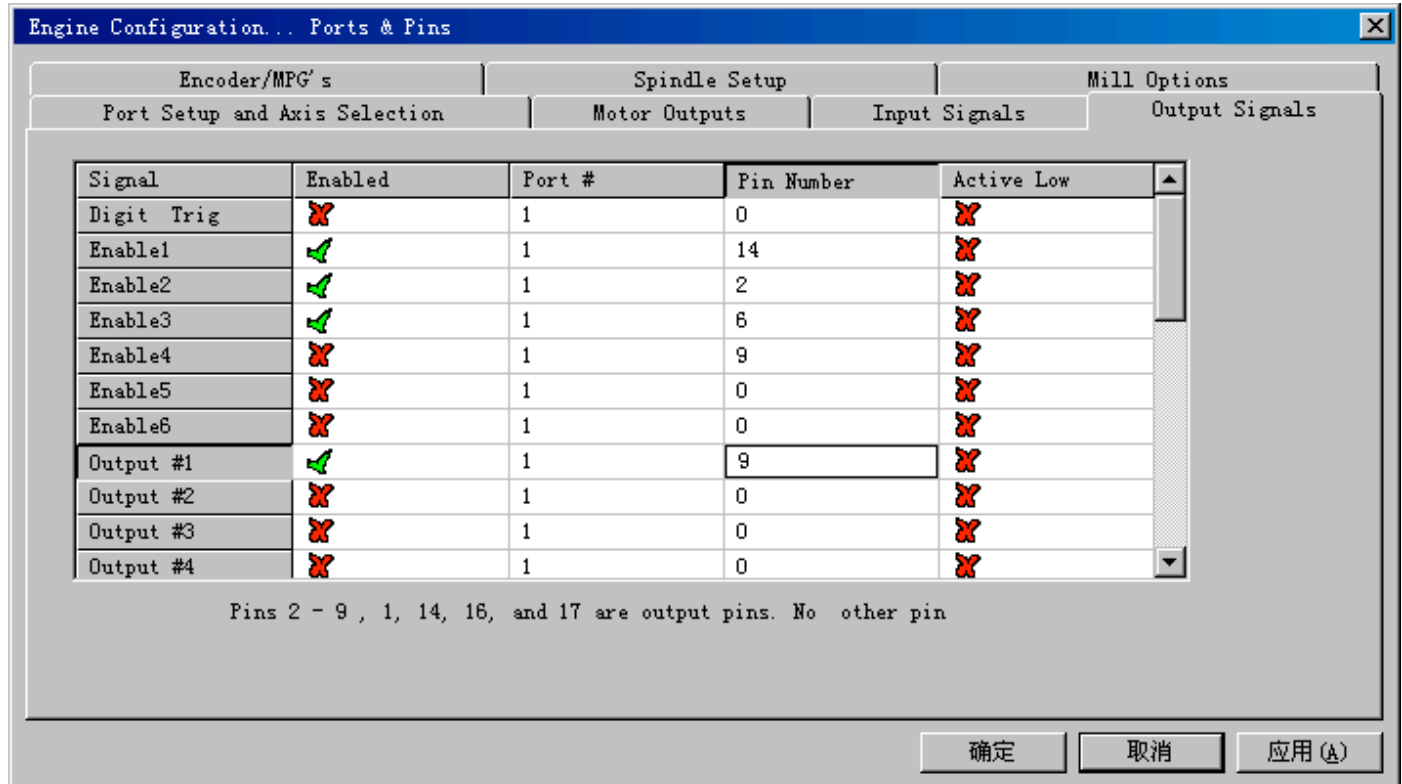 Engine Configuration... Ports & Pins
Encoder/MPG's Spindle Setup Mill Options
Port Setup and Axis Selection Motor Outputs Input Signals Output Signals
Signal Enabled Port # Pin Number Active Low
Digit Trig 1 0
Enable1 1 14
Enable2 1 2
Enable3 1 6
Enable4 1 9
Enable5 1 0
Enable6 1 0
Output #1 1 9
Output #2 1 0
Output #3 1 0
Output #4 1 0
Pins 2 - 9 , 1, 14, 16, and 17 are output pins. No other pin
确定 取消 应用(A)